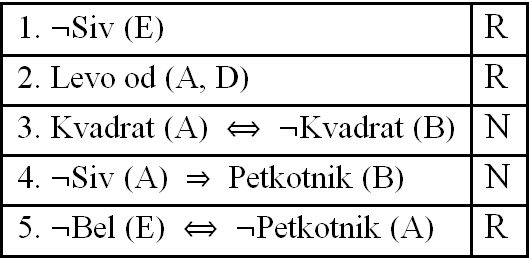 1. ¬Siv (E) R
2. Levo od (A, D) R
3. Kvadrat (A) ⇔ ¬Kvadrat (B) N
4. ¬Siv (A) ⇒ Petkotnik (B) N
5. ¬Bel (E) ⇔ ¬Petkotnik (A) R